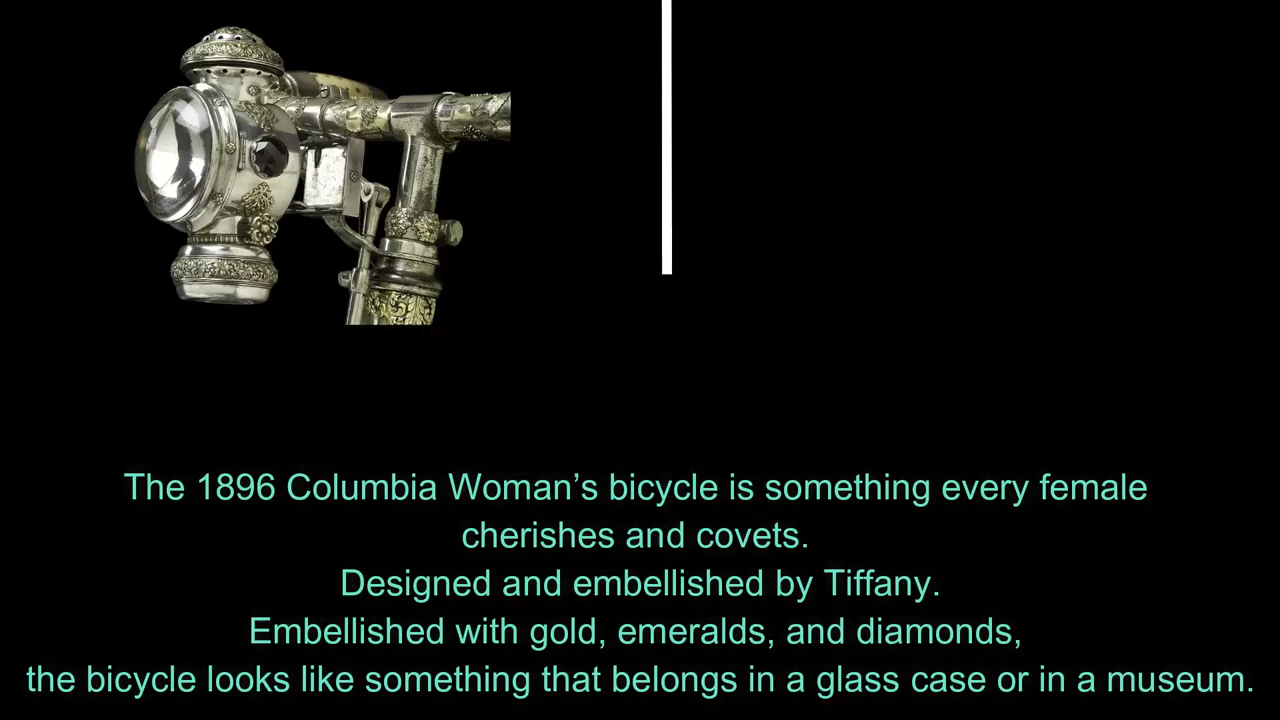 The 1896 Columbia Woman’s bicycle is something every female
cherishes and covets.
Designed and embellished by Tiffany.
Embellished with gold, emeralds, and diamonds,
the bicycle looks like something that belongs in a glass case or in a museum.